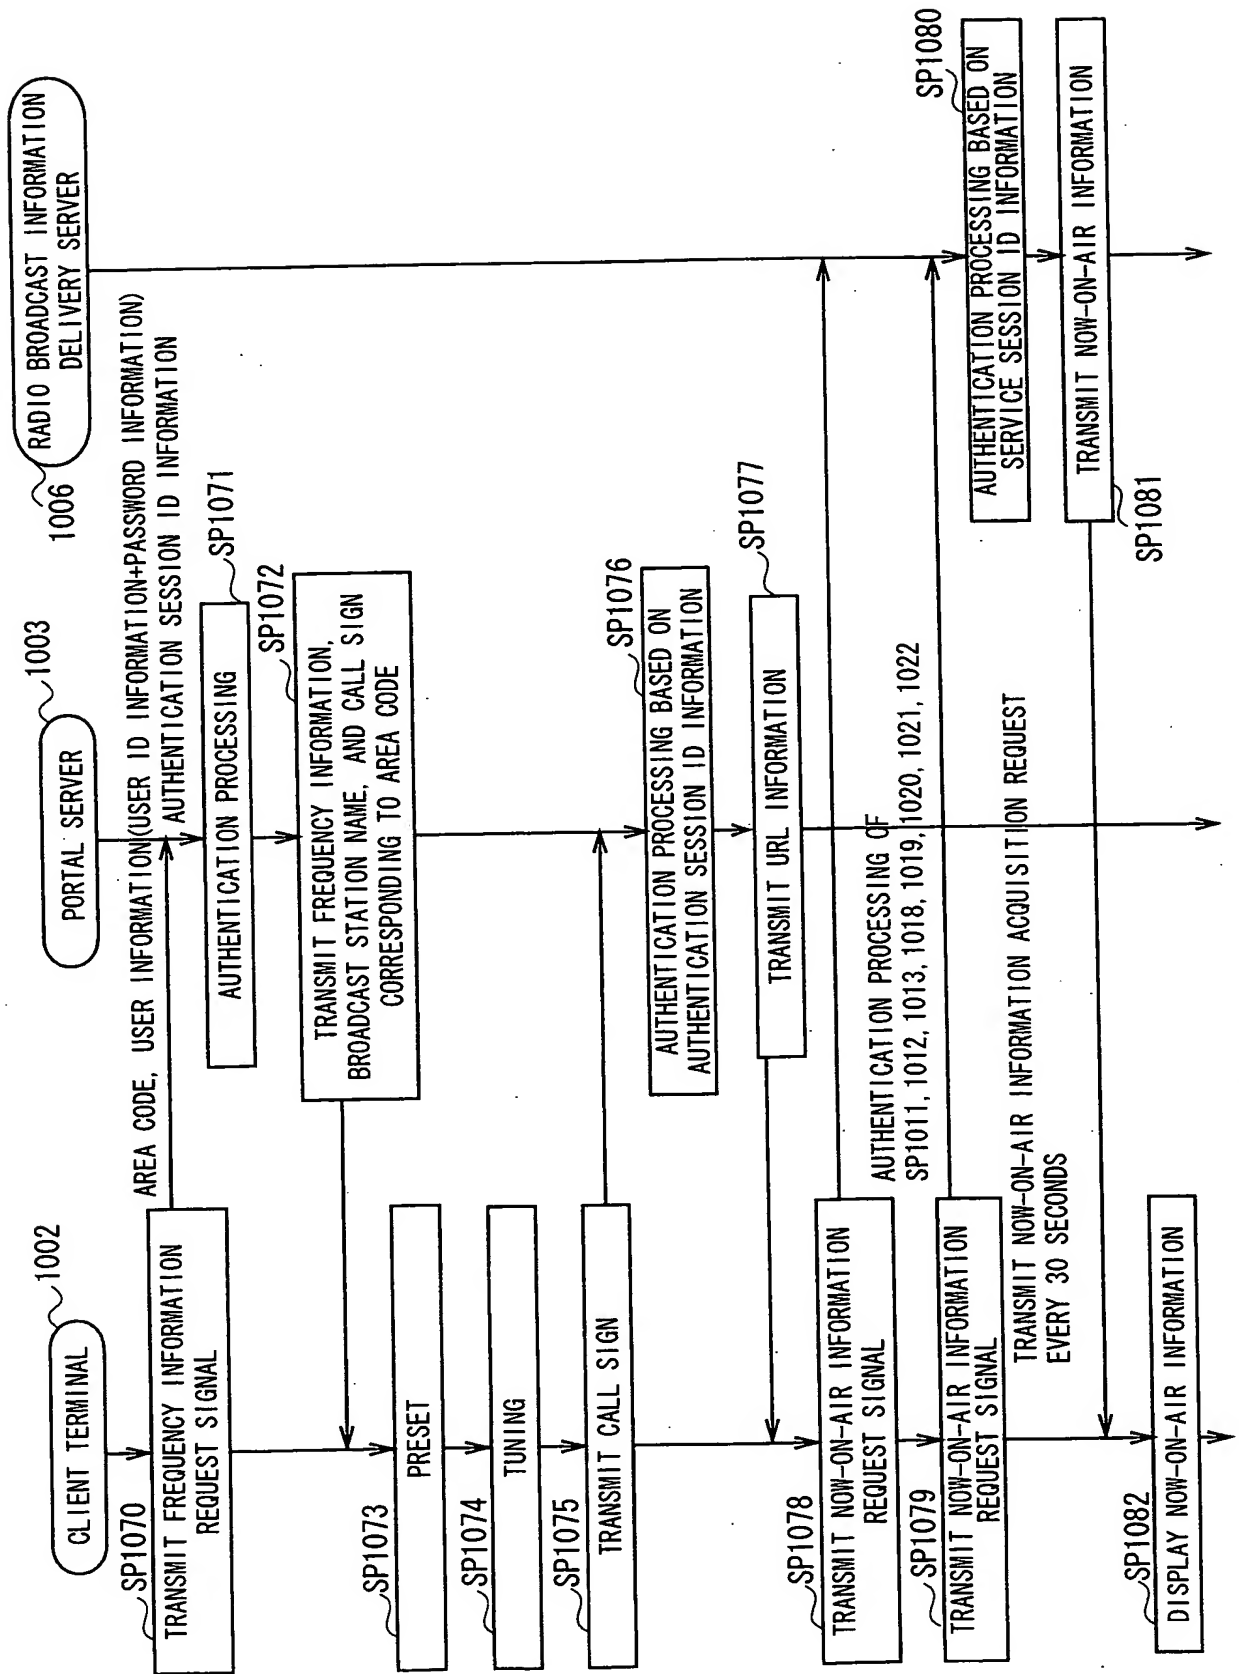 CLIENT TERMINAL
1002
PORTAL SERVER
1003
RADIO BROADCAST INFORMATION
DELIVERY SERVER
1006
AREA CODE, USER INFORMATION(USER ID INFORMATION+PASSWORD INFORMATION)
AUTHENTICATION SESSION ID INFORMATION
SP1070
TRANSMIT FREQUENCY INFORMATION
REQUEST SIGNAL
SP1071
AUTHENTICATION PROCESSING
SP1072
TRANSMIT FREQUENCY INFORMATION,
BROADCAST STATION NAME, AND CALL SIGN
CORRESPONDING TO AREA CODE
SP1073
PRESET
SP1074
TUNING
SP1075
TRANSMIT CALL SIGN
SP1076
AUTHENTICATION PROCESSING BASED ON
AUTHENTICATION SESSION ID INFORMATION
SP1077
TRANSMIT URL INFORMATION
SP1078
TRANSMIT NOW-ON-AIR INFORMATION
REQUEST SIGNAL
AUTHENTICATION PROCESSING OF
SP1011, 1012, 1013, 1018, 1019, 1020, 1021, 1022
SP1079
TRANSMIT NOW-ON-AIR INFORMATION
REQUEST SIGNAL
TRANSMIT NOW-ON-AIR INFORMATION ACQUISITION REQUEST
EVERY 30 SECONDS
SP1080
AUTHENTICATION PROCESSING BASED ON
SERVICE SESSION ID INFORMATION
TRANSMIT NOW-ON-AIR INFORMATION
SP1081
SP1082
DISPLAY NOW-ON-AIR INFORMATION